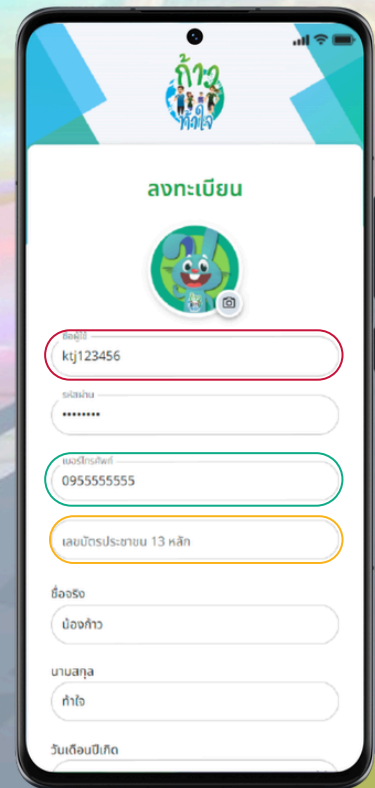 ก้าว
ท้าใจ
ลงทะเบียน
ชื่อผู้ใช้
ktj123456
รหัสผ่าน
••••••••
เบอร์โทรศัพท์
0955555555
เลขบัตรประชาชน 13 หลัก
ชื่อจริง
น้องก้าว
นามสกุล
ท้าใจ
วันเดือนปีเกิด